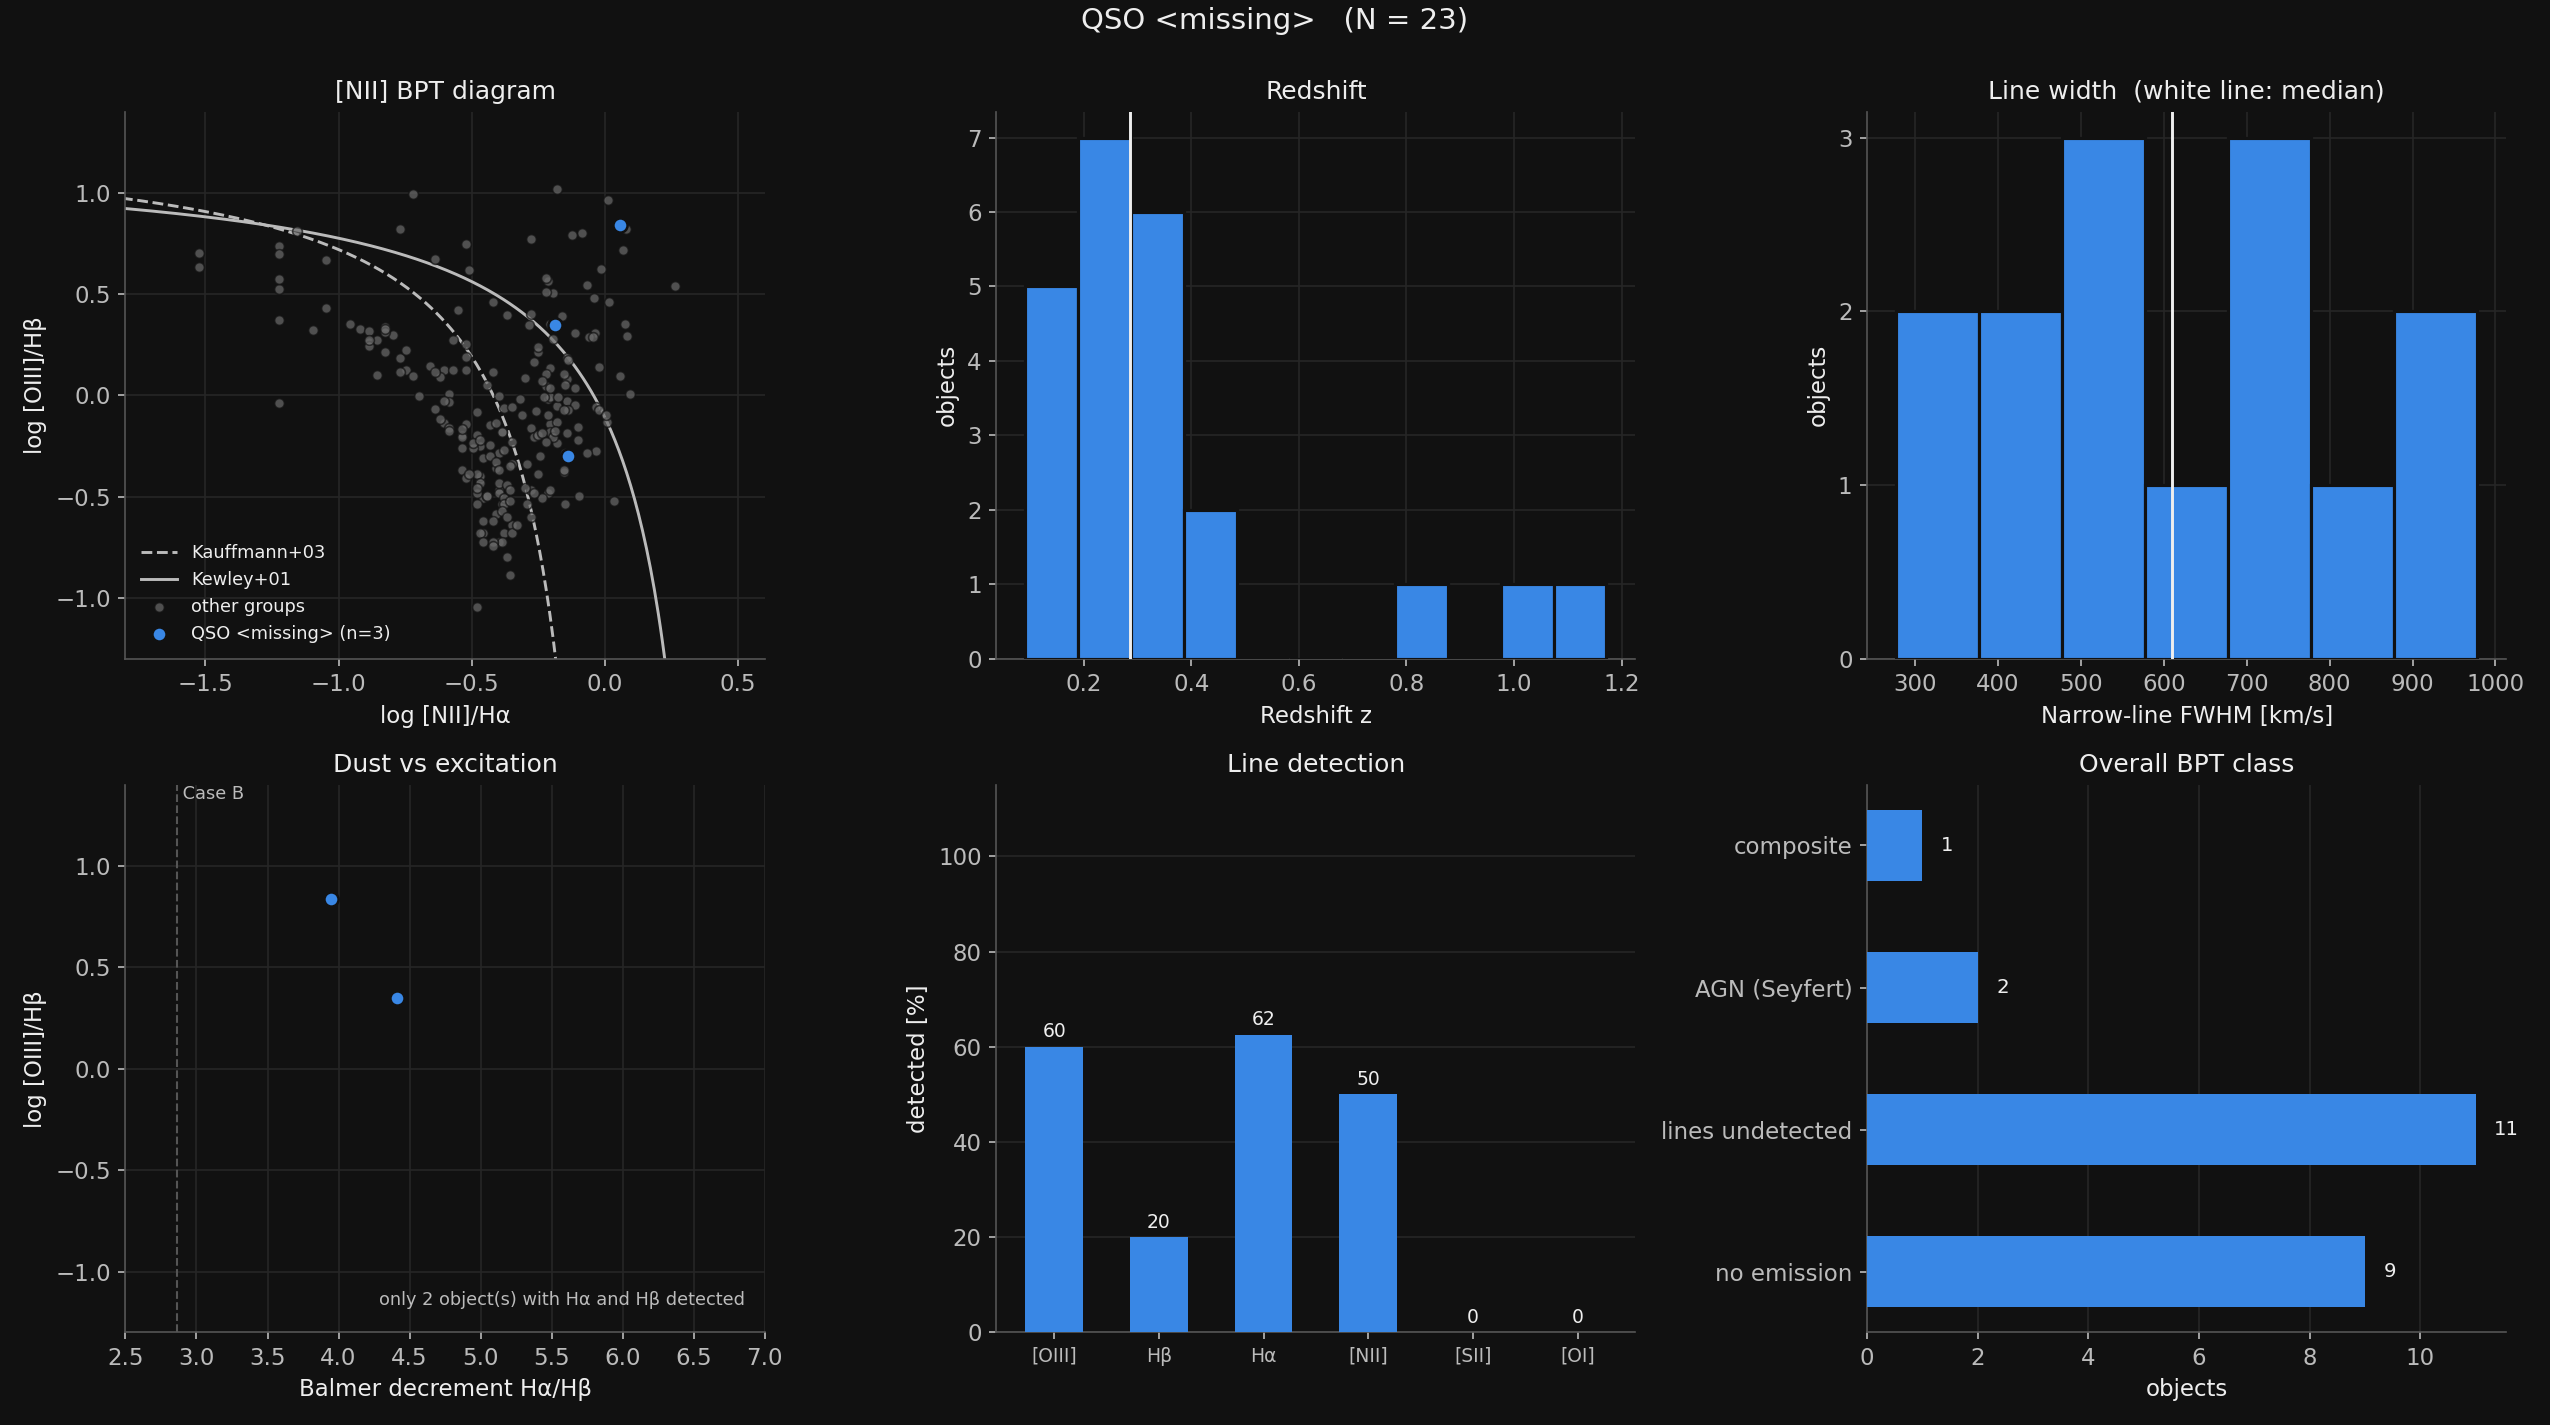 QSO <missing>   (N = 23)
[NII] BPT diagram
log [OIII]/Hβ
1.0
0.5
0.0
−0.5
−1.0
Kauffmann+03
Kewley+01
other groups
QSO <missing> (n=3)
−1.5 −1.0 −0.5 0.0 0.5
log [NII]/Hα
Redshift
objects
7
6
5
4
3
2
1
0
0.2 0.4 0.6 0.8 1.0 1.2
Redshift z
Line width  (white line: median)
objects
3
2
1
0
300 400 500 600 700 800 900 1000
Narrow-line FWHM [km/s]
Dust vs excitation
Case B
log [OIII]/Hβ
1.0
0.5
0.0
−0.5
−1.0
only 2 object(s) with Hα and Hβ detected
2.5 3.0 3.5 4.0 4.5 5.0 5.5 6.0 6.5 7.0
Balmer decrement Hα/Hβ
Line detection
detected [%]
100
80
60
40
20
0
60 20 62 50 0 0
[OIII] Hβ Hα [NII] [SII] [OI]
Overall BPT class
composite 1
AGN (Seyfert) 2
lines undetected 11
no emission 9
0 2 4 6 8 10
objects